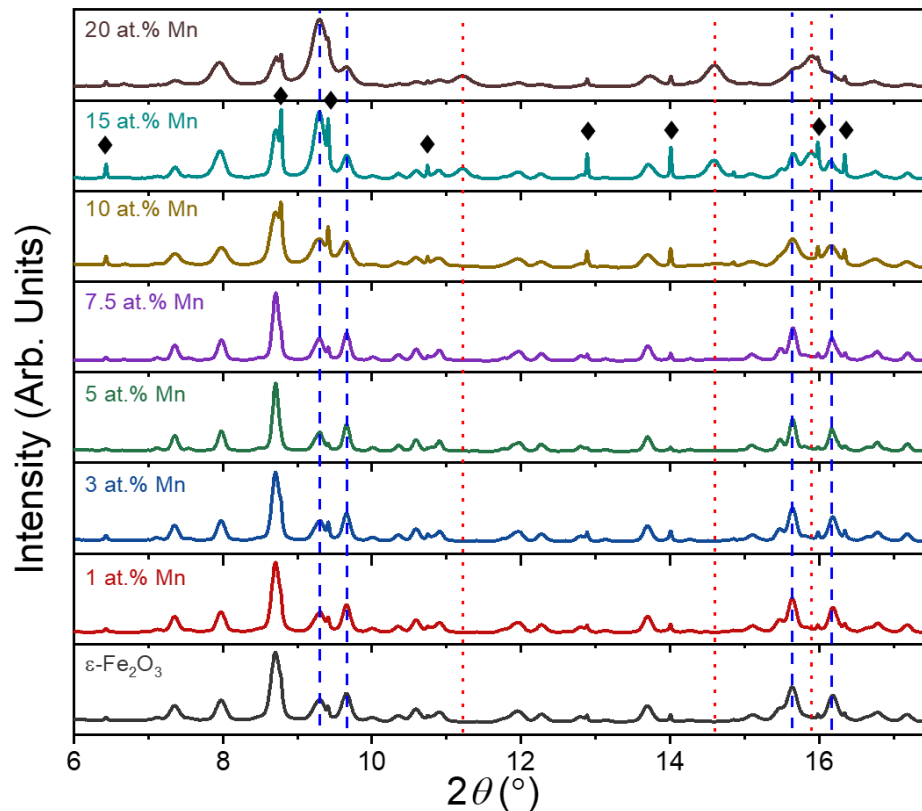 20 at.% Mn
15 at.% Mn
10 at.% Mn
7.5 at.% Mn
5 at.% Mn
3 at.% Mn
1 at.% Mn
ε-Fe₂O₃
Intensity (Arb. Units)
6 8 10 12 14 16
2θ (°)